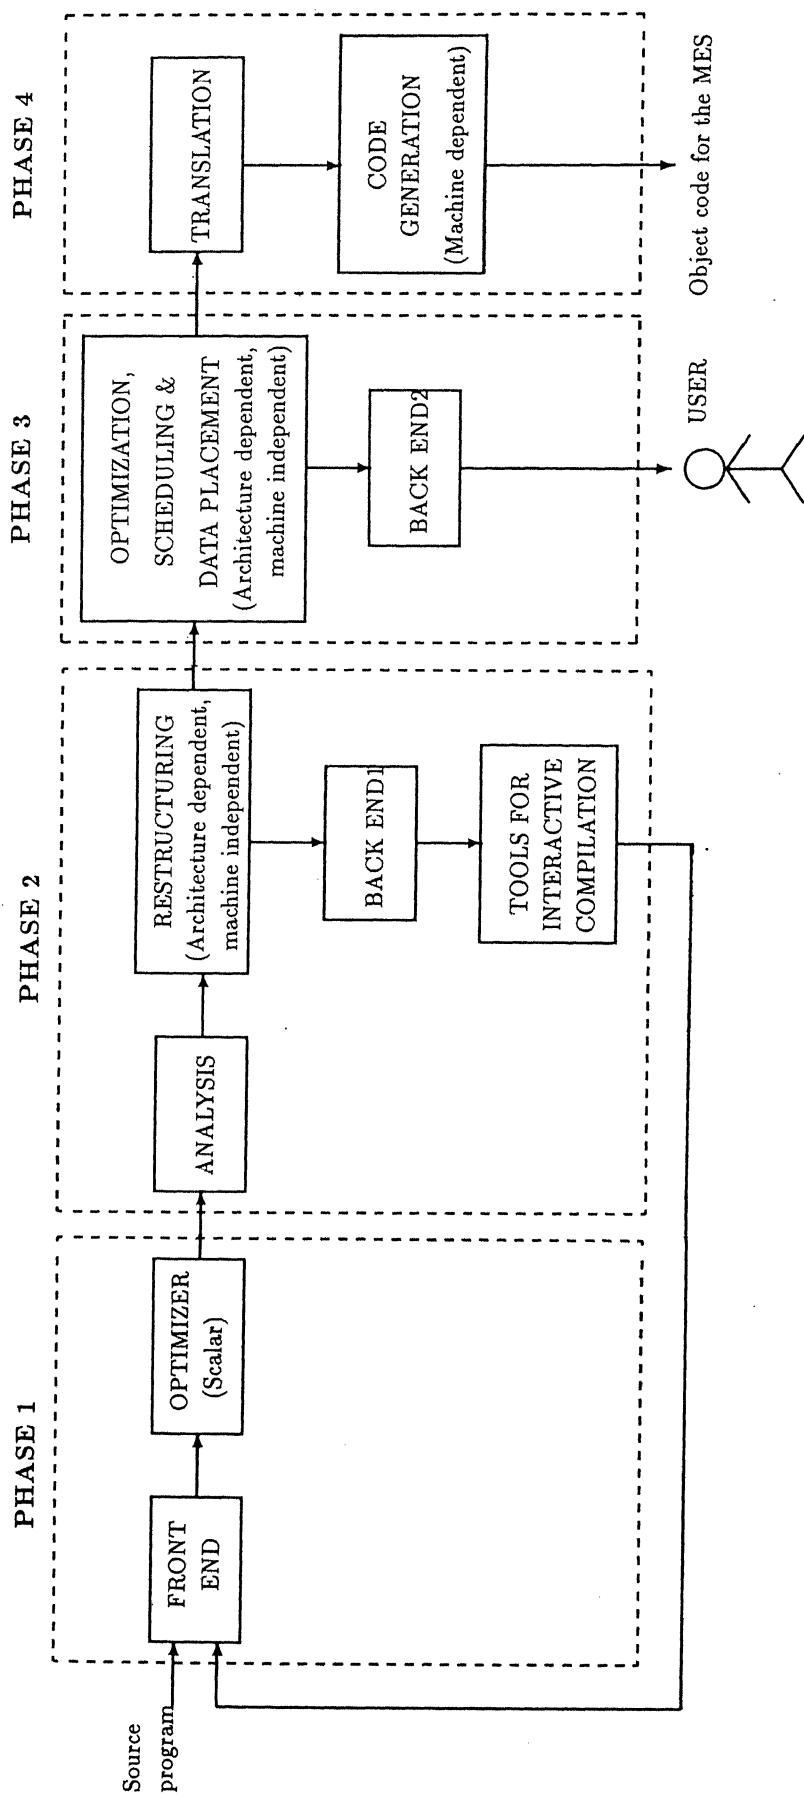 PHASE 1
Source
program
FRONT
END
OPTIMIZER
(Scalar)
PHASE 2
ANALYSIS
RESTRUCTURING
(Architecture dependent,
machine independent)
BACK END1
TOOLS FOR
INTERACTIVE
COMPILATION
PHASE 3
OPTIMIZATION,
SCHEDULING &
DATA PLACEMENT
(Architecture dependent,
machine independent)
BACK END2
USER
PHASE 4
TRANSLATION
CODE
GENERATION
(Machine dependent)
Object code for the MES